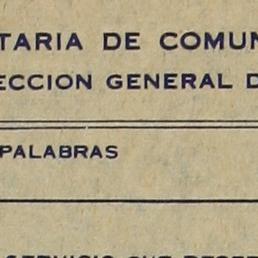 TARIA DE COMUN
ECCION GENERAL D
PALABRAS